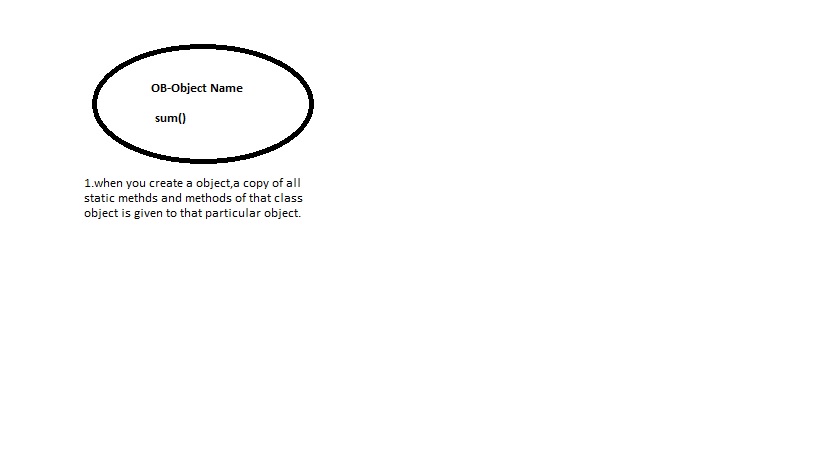 OB-Object Name
sum()
1.when you create a object,a copy of all
static methds and methods of that class
object is given to that particular object.